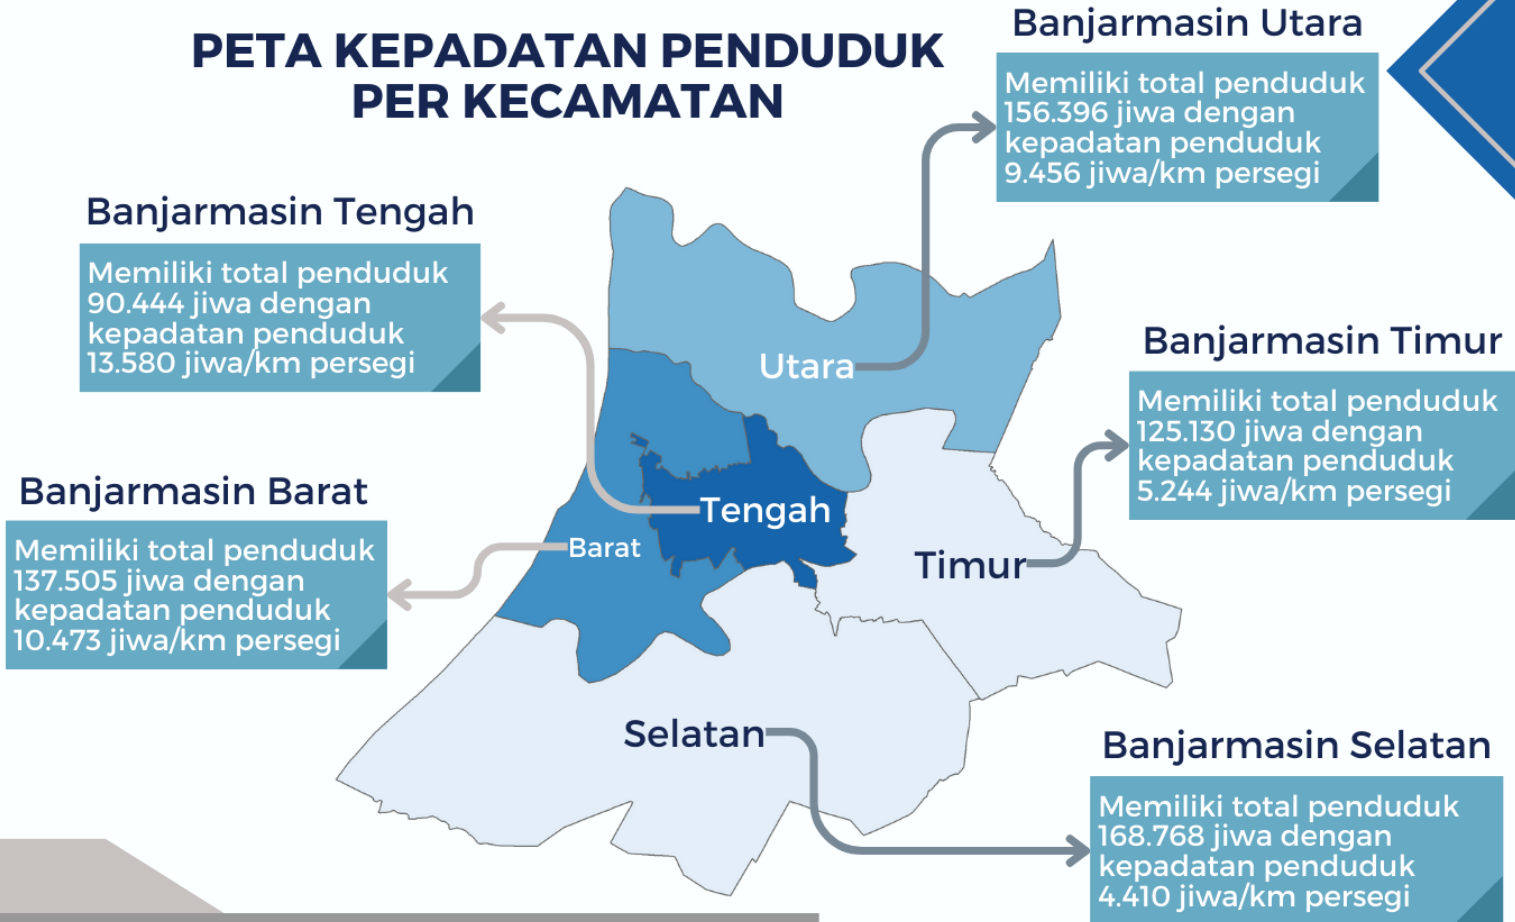 PETA KEPADATAN PENDUDUK
PER KECAMATAN
Banjarmasin Utara
Memiliki total penduduk
156.396 jiwa dengan
kepadatan penduduk
9.456 jiwa/km persegi
Banjarmasin Tengah
Memiliki total penduduk
90.444 jiwa dengan
kepadatan penduduk
13.580 jiwa/km persegi
Banjarmasin Timur
Memiliki total penduduk
125.130 jiwa dengan
kepadatan penduduk
5.244 jiwa/km persegi
Banjarmasin Barat
Memiliki total penduduk
137.505 jiwa dengan
kepadatan penduduk
10.473 jiwa/km persegi
Utara
Tengah
Barat
Timur
Selatan
Banjarmasin Selatan
Memiliki total penduduk
168.768 jiwa dengan
kepadatan penduduk
4.410 jiwa/km persegi